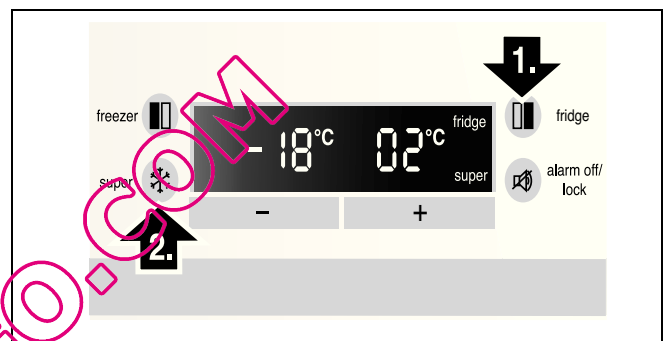 1.
freezer
-18°C
02°C
fridge
super
fridge
super
alarm off/
lock
−
+
2.
O.COM